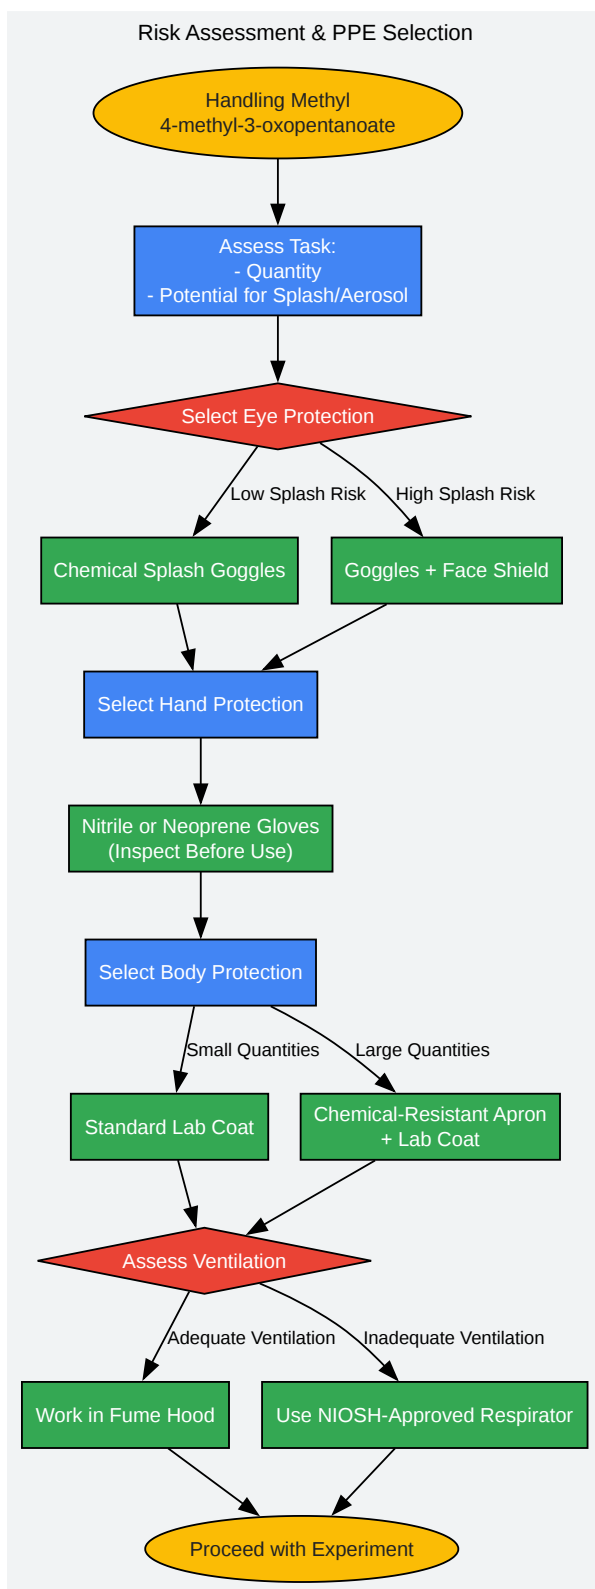 Risk Assessment & PPE Selection
Handling Methyl
4-methyl-3-oxopentanoate
Assess Task:
- Quantity
- Potential for Splash/Aerosol
Select Eye Protection
Low Splash Risk
High Splash Risk
Chemical Splash Goggles
Goggles + Face Shield
Select Hand Protection
Nitrile or Neoprene Gloves
(Inspect Before Use)
Select Body Protection
Small Quantities
Large Quantities
Standard Lab Coat
Chemical-Resistant Apron
+ Lab Coat
Assess Ventilation
Adequate Ventilation
Inadequate Ventilation
Work in Fume Hood
Use NIOSH-Approved Respirator
Proceed with Experiment